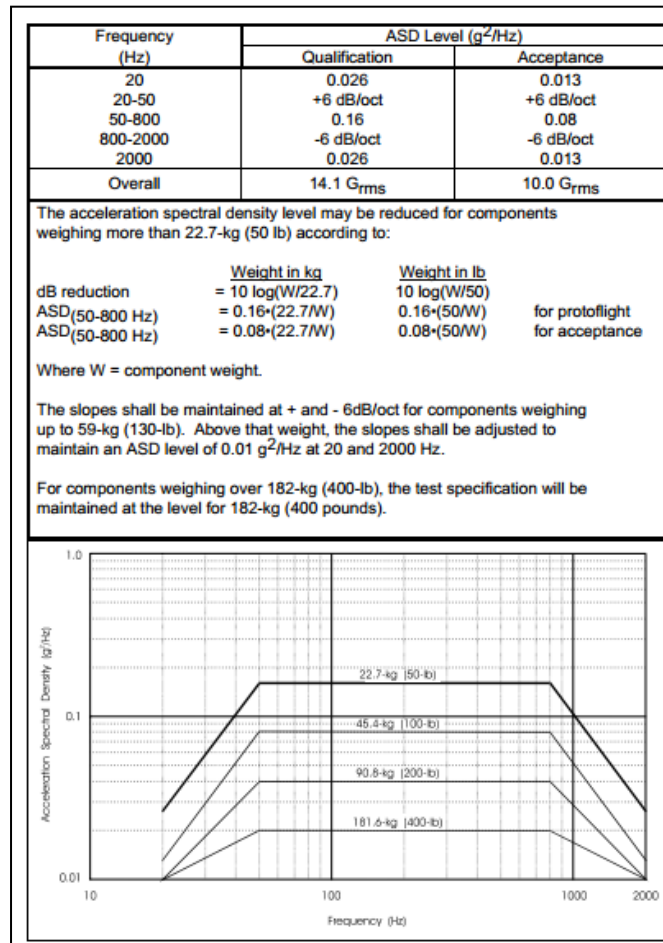 Frequency ASD Level (g²/Hz)
(Hz) Qualification Acceptance
20 0.026 0.013
20-50 +6 dB/oct +6 dB/oct
50-800 0.16 0.08
800-2000 -6 dB/oct -6 dB/oct
2000 0.026 0.013
Overall 14.1 Grms 10.0 Grms
The acceleration spectral density level may be reduced for components
weighing more than 22.7-kg (50 lb) according to:
Weight in kg Weight in lb
dB reduction = 10 log(W/22.7) 10 log(W/50)
ASD(50-800 Hz) = 0.16•(22.7/W) 0.16•(50/W) for protoflight
ASD(50-800 Hz) = 0.08•(22.7/W) 0.08•(50/W) for acceptance
Where W = component weight.
The slopes shall be maintained at + and - 6dB/oct for components weighing
up to 59-kg (130-lb). Above that weight, the slopes shall be adjusted to
maintain an ASD level of 0.01 g²/Hz at 20 and 2000 Hz.
For components weighing over 182-kg (400-lb), the test specification will be
maintained at the level for 182-kg (400 pounds).
1.0
22.7-kg (50-lb)
0.1
45.4-kg (100-lb)
90.8-kg (200-lb)
181.6-kg (400-lb)
0.01
Acceleration Spectral Density (g²/Hz)
10 100 1000 2000
Frequency (Hz)